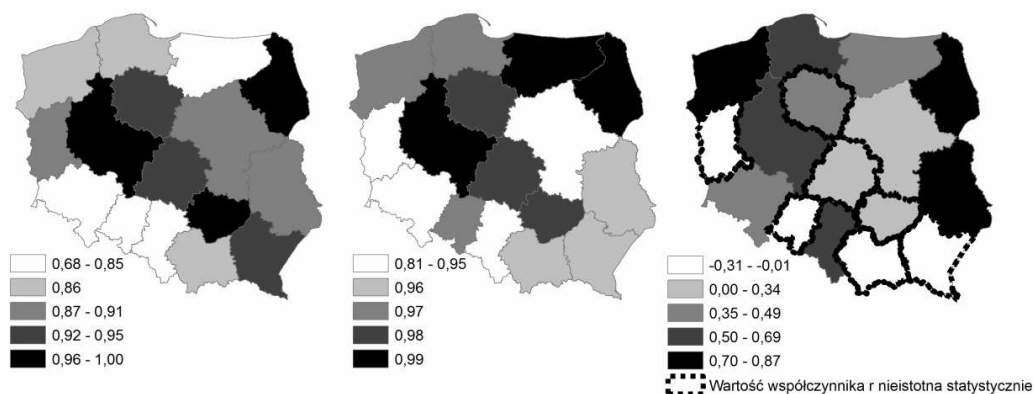 0,68 - 0,85
0,86
0,87 - 0,91
0,92 - 0,95
0,96 - 1,00
0,81 - 0,95
0,96
0,97
0,98
0,99
-0,31 - -0,01
0,00 - 0,34
0,35 - 0,49
0,50 - 0,69
0,70 - 0,87
Wartość współczynnika r nieistotna statystycznie